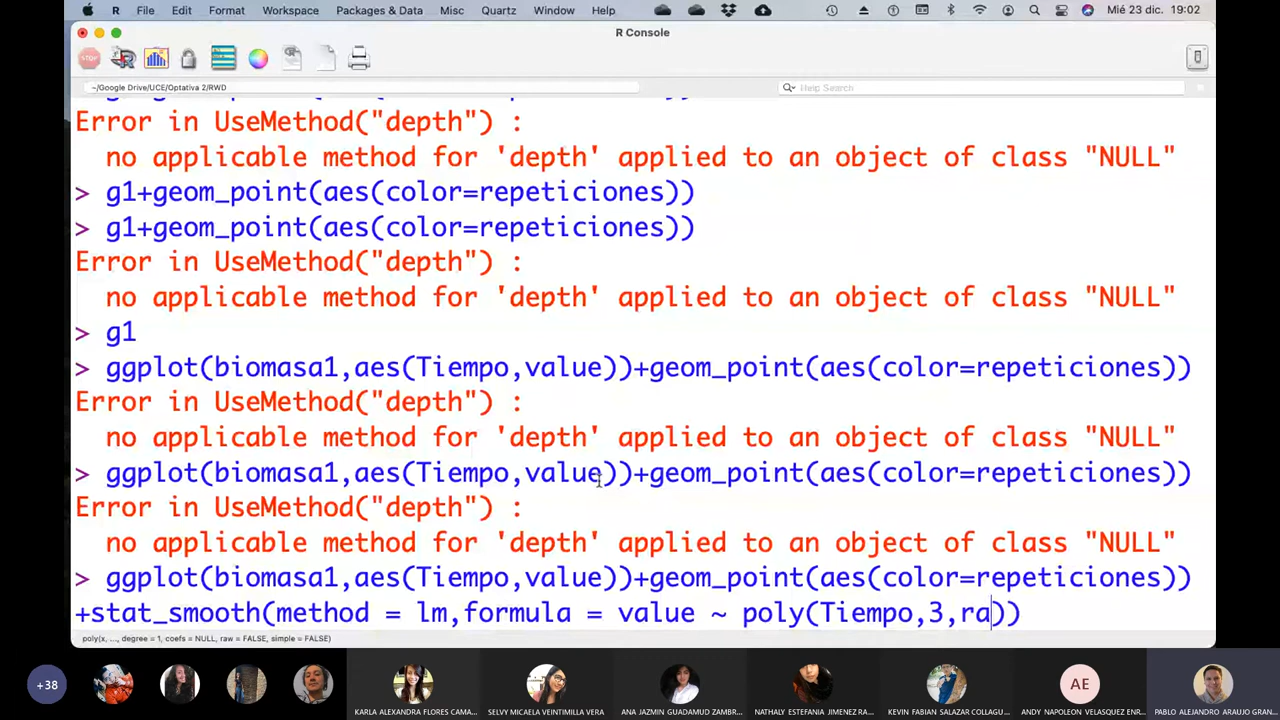 R File Edit Format Workspace Packages & Data Misc Quartz Window Help Mié 23 dic. 19:02
R Console
STOP
~/Google Drive/UCE/Optativa 2/RWD
Help Search
Error in UseMethod("depth") :
no applicable method for 'depth' applied to an object of class "NULL"
> g1+geom_point(aes(color=repeticiones))
> g1+geom_point(aes(color=repeticiones))
Error in UseMethod("depth") :
no applicable method for 'depth' applied to an object of class "NULL"
> g1
> ggplot(biomasa1,aes(Tiempo,value))+geom_point(aes(color=repeticiones))
Error in UseMethod("depth") :
no applicable method for 'depth' applied to an object of class "NULL"
> ggplot(biomasa1,aes(Tiempo,value))+geom_point(aes(color=repeticiones))
Error in UseMethod("depth") :
no applicable method for 'depth' applied to an object of class "NULL"
> ggplot(biomasa1,aes(Tiempo,value))+geom_point(aes(color=repeticiones))
+stat_smooth(method = lm,formula = value ~ poly(Tiempo,3,ra))
poly(x, ..., degree = 1, coefs = NULL, raw = FALSE, simple = FALSE)
+38
AE
KARLA ALEXANDRA FLORES CAMA...
SELVY MICAELA VEINTIMILLA VERA
ANA JAZMIN GUADAMUD ZAMBR...
NATHALY ESTEFANIA JIMENEZ RA...
KEVIN FABIAN SALAZAR COLLAGU...
ANDY NAPOLEON VELASQUEZ ENR...
PABLO ALEJANDRO ARAUJO GRAN...